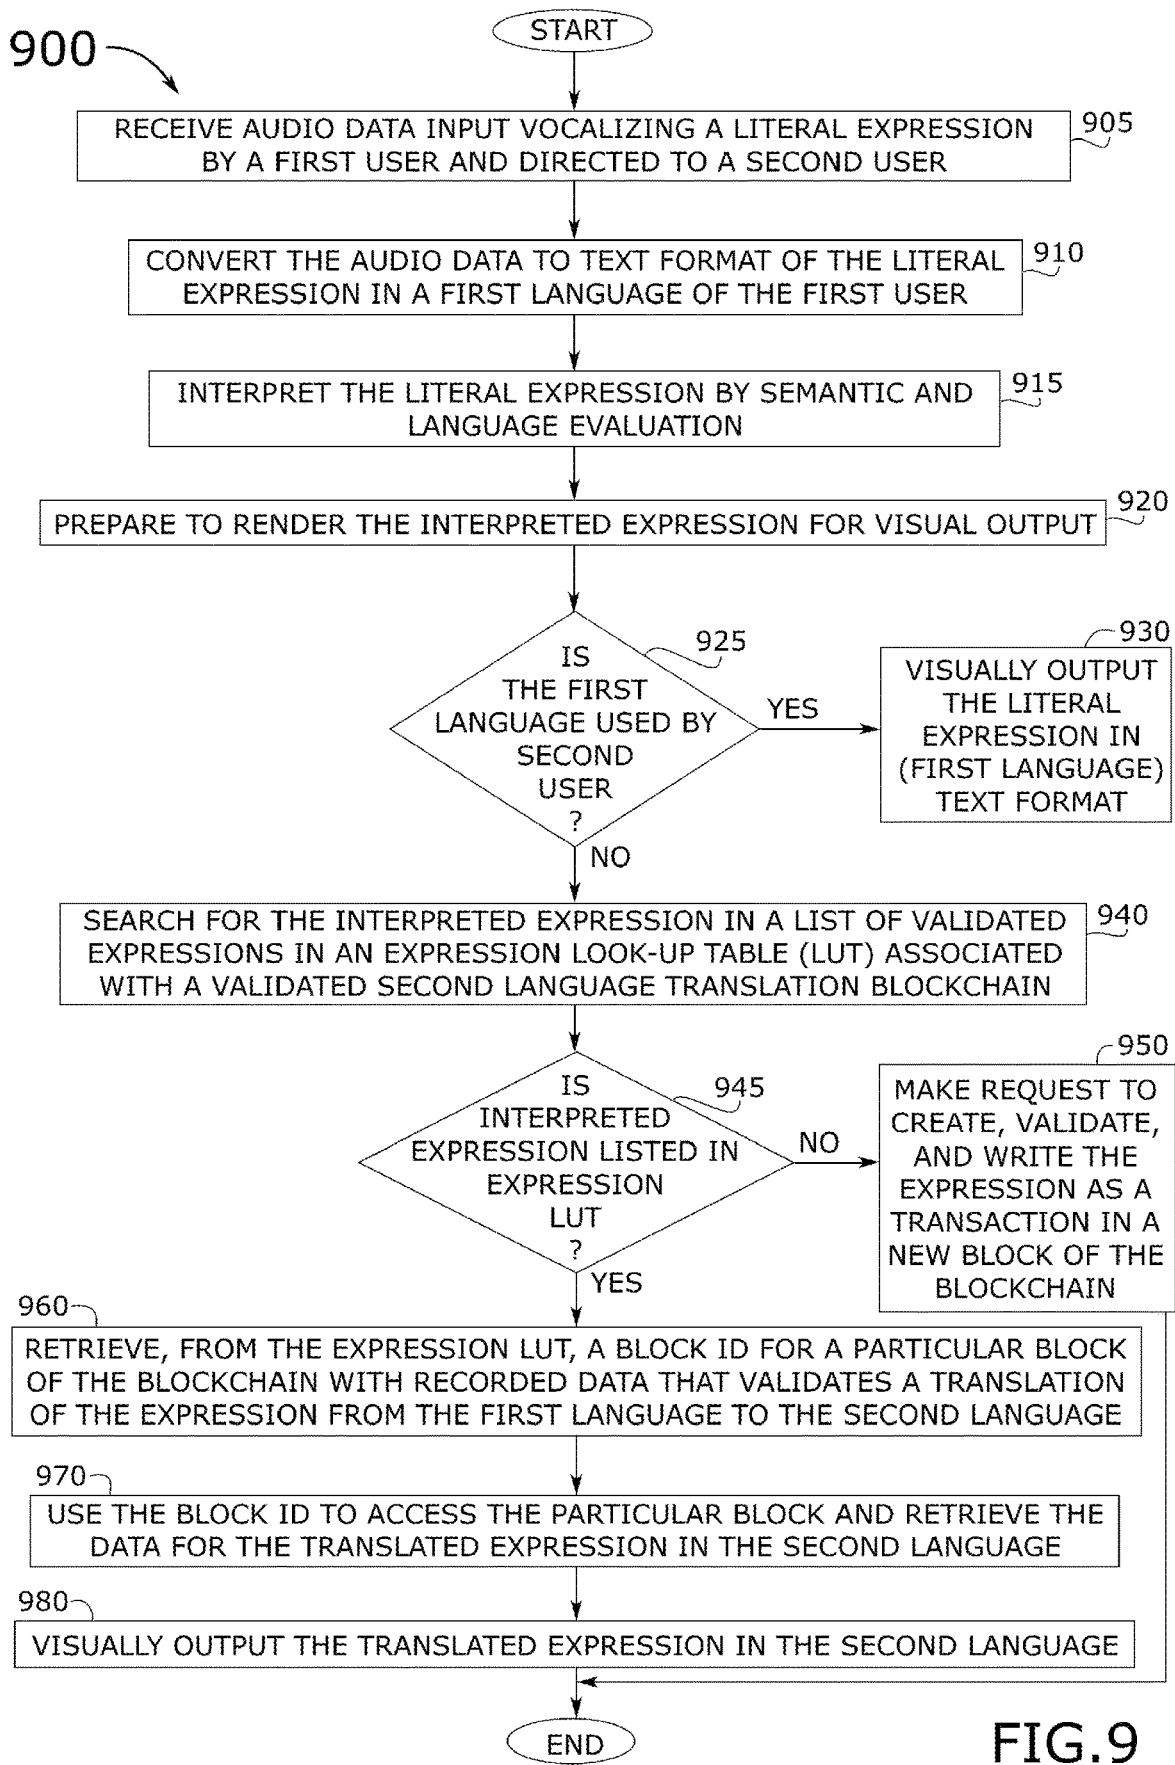 START
900
RECEIVE AUDIO DATA INPUT VOCALIZING A LITERAL EXPRESSION
BY A FIRST USER AND DIRECTED TO A SECOND USER
905
CONVERT THE AUDIO DATA TO TEXT FORMAT OF THE LITERAL
EXPRESSION IN A FIRST LANGUAGE OF THE FIRST USER
910
INTERPRET THE LITERAL EXPRESSION BY SEMANTIC AND
LANGUAGE EVALUATION
915
PREPARE TO RENDER THE INTERPRETED EXPRESSION FOR VISUAL OUTPUT
920
IS
THE FIRST
LANGUAGE USED BY
SECOND
USER
?
925
YES
930
VISUALLY OUTPUT
THE LITERAL
EXPRESSION IN
(FIRST LANGUAGE)
TEXT FORMAT
NO
SEARCH FOR THE INTERPRETED EXPRESSION IN A LIST OF VALIDATED
EXPRESSIONS IN AN EXPRESSION LOOK-UP TABLE (LUT) ASSOCIATED
WITH A VALIDATED SECOND LANGUAGE TRANSLATION BLOCKCHAIN
940
IS
INTERPRETED
EXPRESSION LISTED IN
EXPRESSION
LUT
?
945
NO
950
MAKE REQUEST TO
CREATE, VALIDATE,
AND WRITE THE
EXPRESSION AS A
TRANSACTION IN A
NEW BLOCK OF THE
BLOCKCHAIN
YES
960
RETRIEVE, FROM THE EXPRESSION LUT, A BLOCK ID FOR A PARTICULAR BLOCK
OF THE BLOCKCHAIN WITH RECORDED DATA THAT VALIDATES A TRANSLATION
OF THE EXPRESSION FROM THE FIRST LANGUAGE TO THE SECOND LANGUAGE
970
USE THE BLOCK ID TO ACCESS THE PARTICULAR BLOCK AND RETRIEVE THE
DATA FOR THE TRANSLATED EXPRESSION IN THE SECOND LANGUAGE
980
VISUALLY OUTPUT THE TRANSLATED EXPRESSION IN THE SECOND LANGUAGE
END
FIG.9